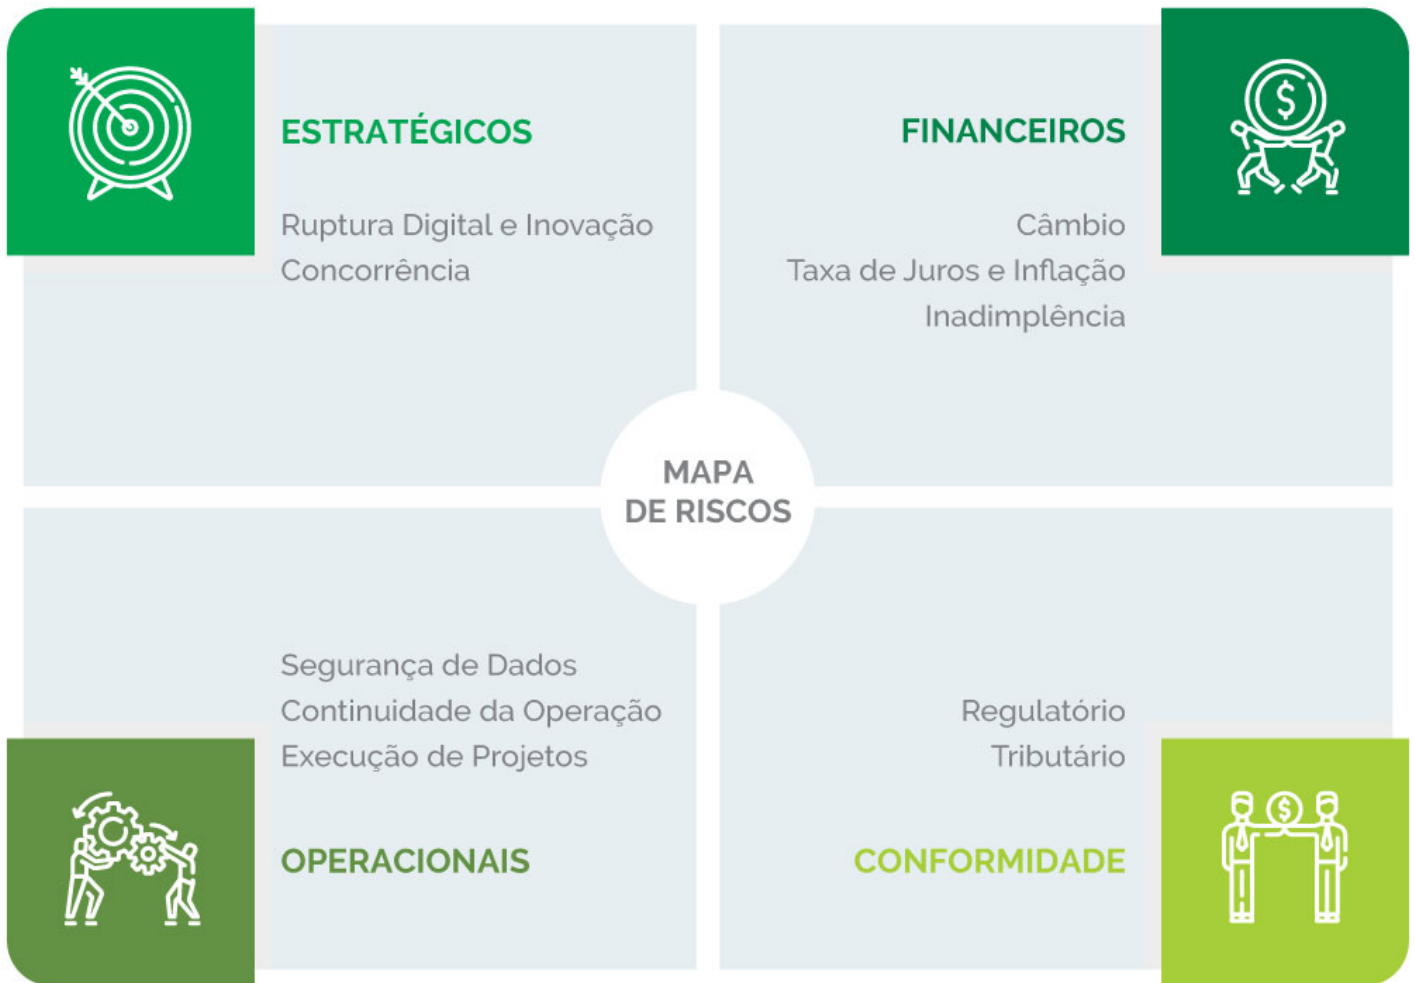 ESTRATÉGICOS
Ruptura Digital e Inovação
Concorrência
FINANCEIROS
Câmbio
Taxa de Juros e Inflação
Inadimplência
MAPA
DE RISCOS
Segurança de Dados
Continuidade da Operação
Execução de Projetos
OPERACIONAIS
Regulatório
Tributário
CONFORMIDADE